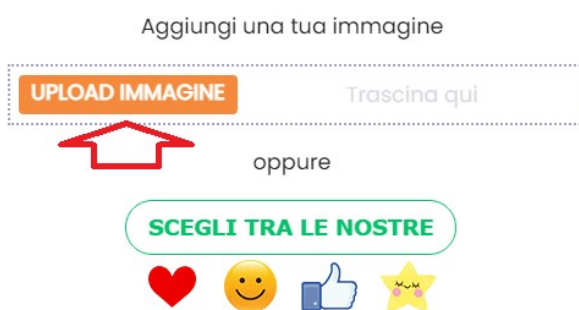 Aggiungi una tua immagine
UPLOAD IMMAGINE Trascina qui
oppure
SCEGLI TRA LE NOSTRE